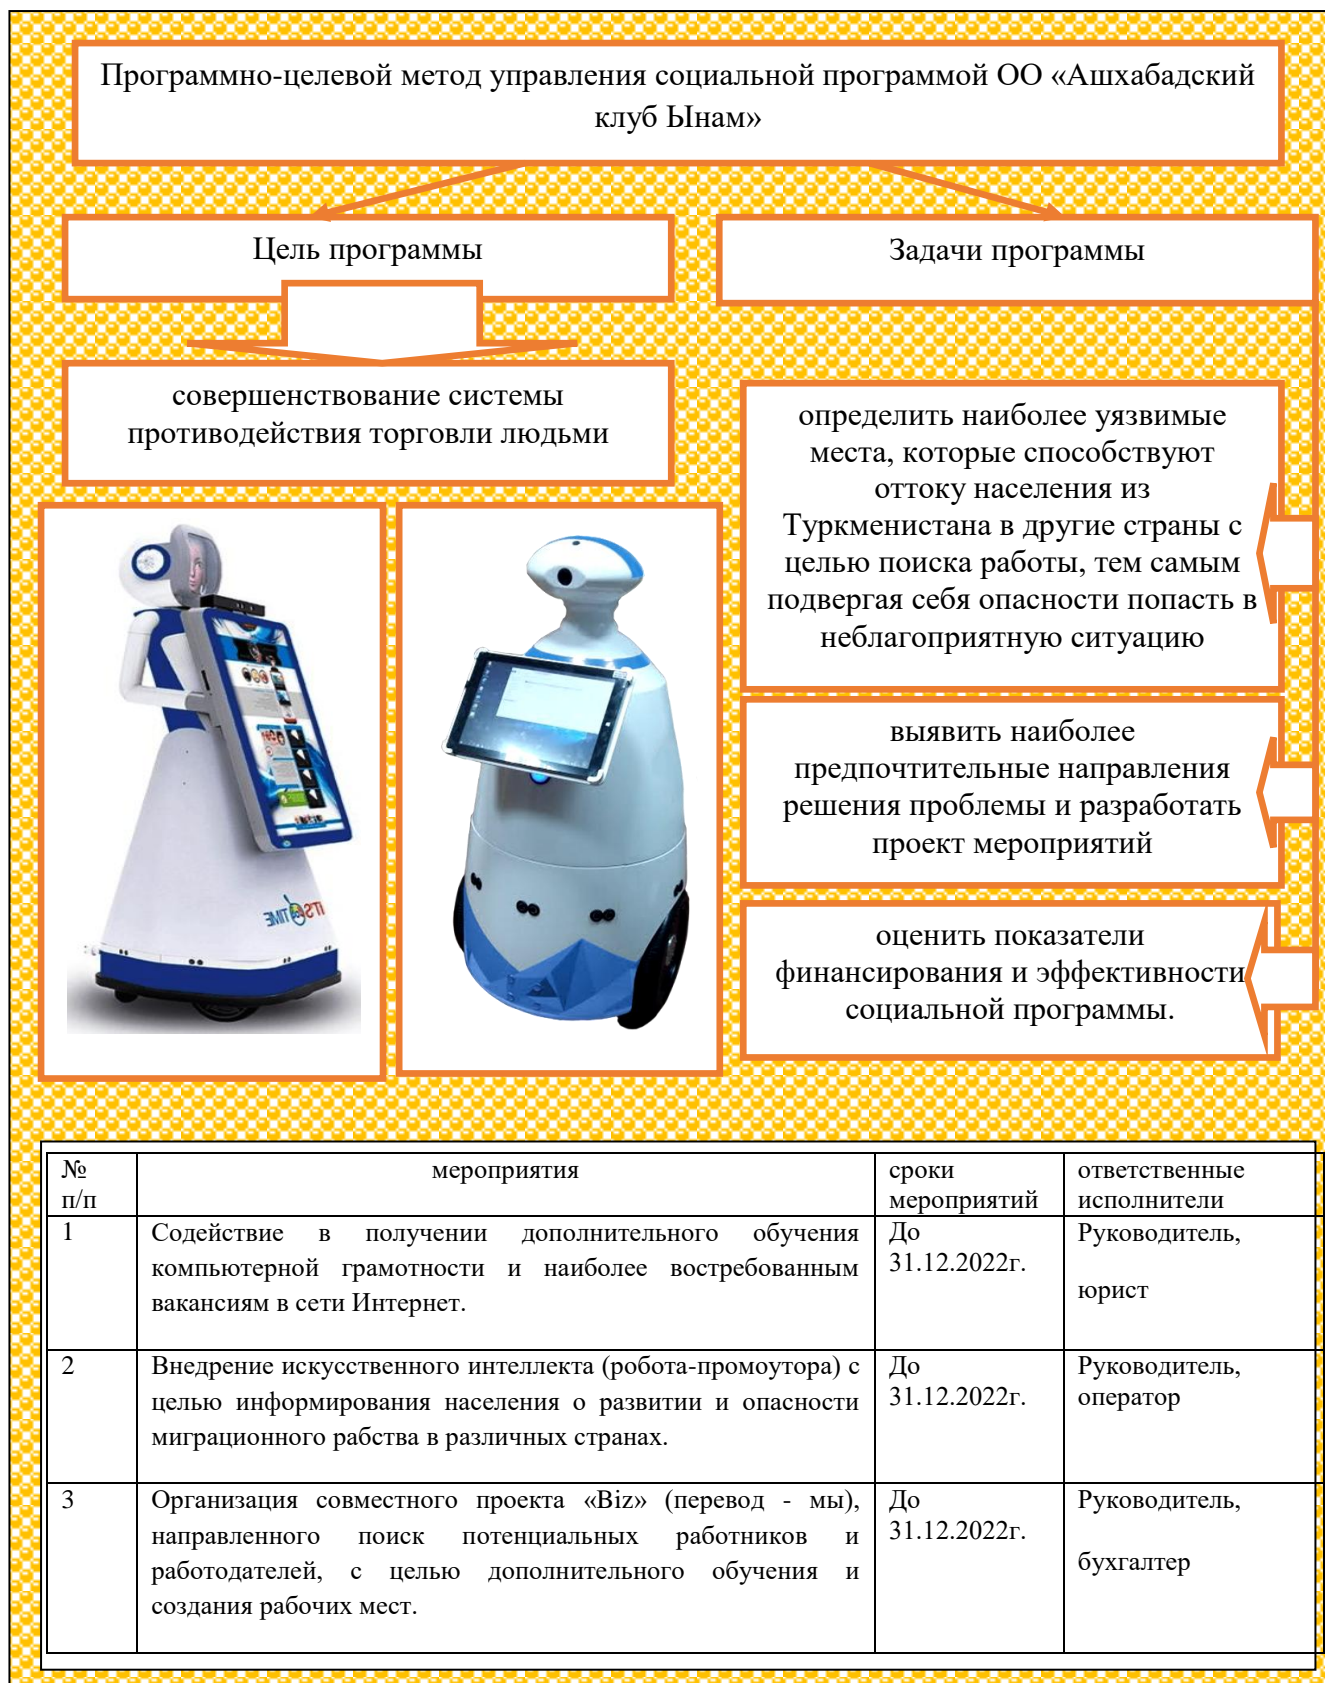 Программно-целевой метод управления социальной программой ОО «Ашхабадский
клуб Ынам»
Цель программы
Задачи программы
совершенствование системы
противодействия торговли людьми
определить наиболее уязвимые
места, которые способствуют
оттоку населения из
Туркменистана в другие страны с
целью поиска работы, тем самым
подвергая себя опасности попасть в
неблагоприятную ситуацию
выявить наиболее
предпочтительные направления
решения проблемы и разработать
проект мероприятий
оценить показатели
финансирования и эффективности
социальной программы.
IT'S TIME
№
п/п
мероприятия
сроки
мероприятий
ответственные
исполнители
1
Содействие в получении дополнительного обучения
компьютерной грамотности и наиболее востребованным
вакансиям в сети Интернет.
До
31.12.2022г.
Руководитель,
юрист
2
Внедрение искусственного интеллекта (робота-промоутора) с
целью информирования населения о развитии и опасности
миграционного рабства в различных странах.
До
31.12.2022г.
Руководитель,
оператор
3
Организация совместного проекта «Biz» (перевод - мы),
направленного поиск потенциальных работников и
работодателей, с целью дополнительного обучения и
создания рабочих мест.
До
31.12.2022г.
Руководитель,
бухгалтер